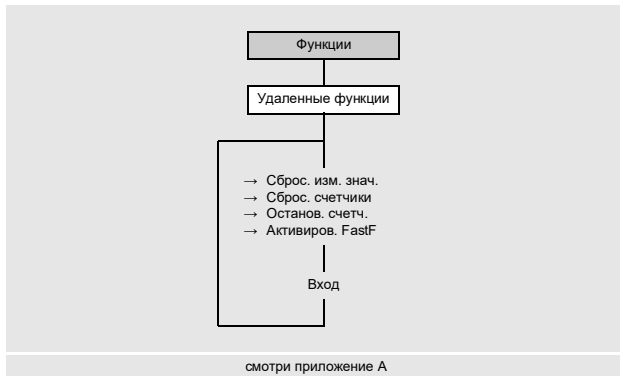 Функции
Удаленные функции
→ Сброс. изм. знач.
→ Сброс. счетчики
→ Останов. счетч.
→ Активиров. FastF
Вход
смотри приложение А